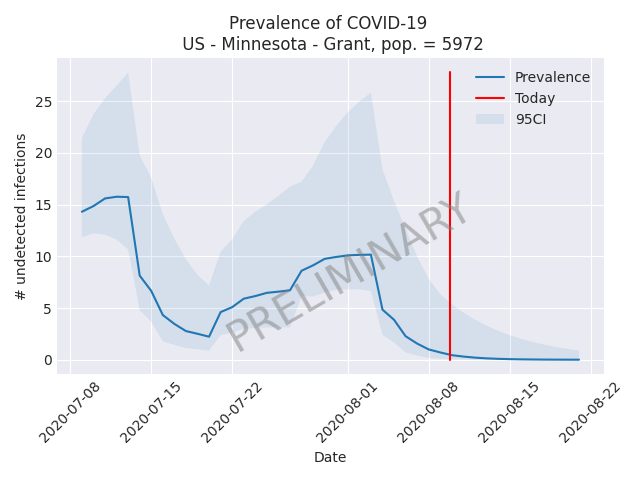 Prevalence of COVID-19
US - Minnesota - Grant, pop. = 5972
# undetected infections
25
20
15
10
5
0
Prevalence
Today
95CI
PRELIMINARY
2020-07-08
2020-07-15
2020-07-22
2020-08-01
2020-08-08
2020-08-15
2020-08-22
Date